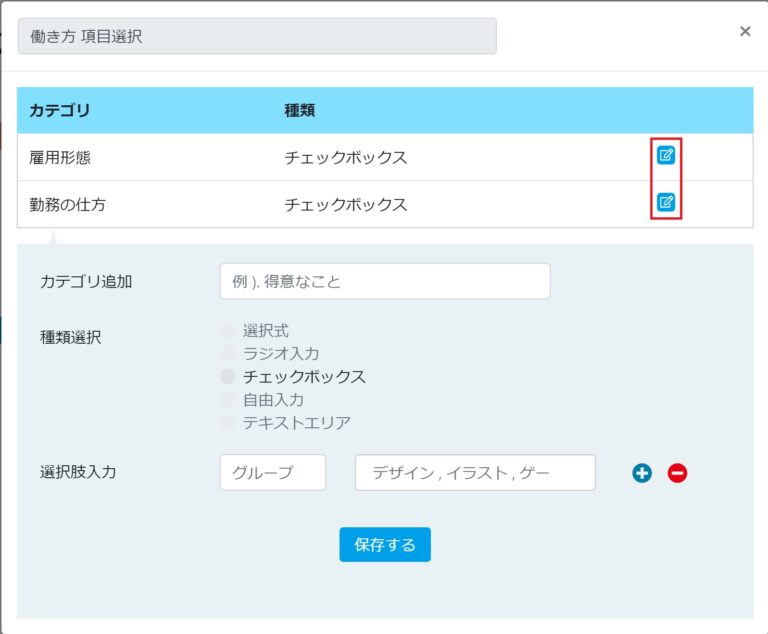 働き方 項目選択
×
カテゴリ 種類
雇用形態 チェックボックス
勤務の仕方 チェックボックス
カテゴリ追加 例 ). 得意なこと
種類選択 選択式
ラジオ入力
チェックボックス
自由入力
テキストエリア
選択肢入力 グループ デザイン , イラスト , ゲー
保存する